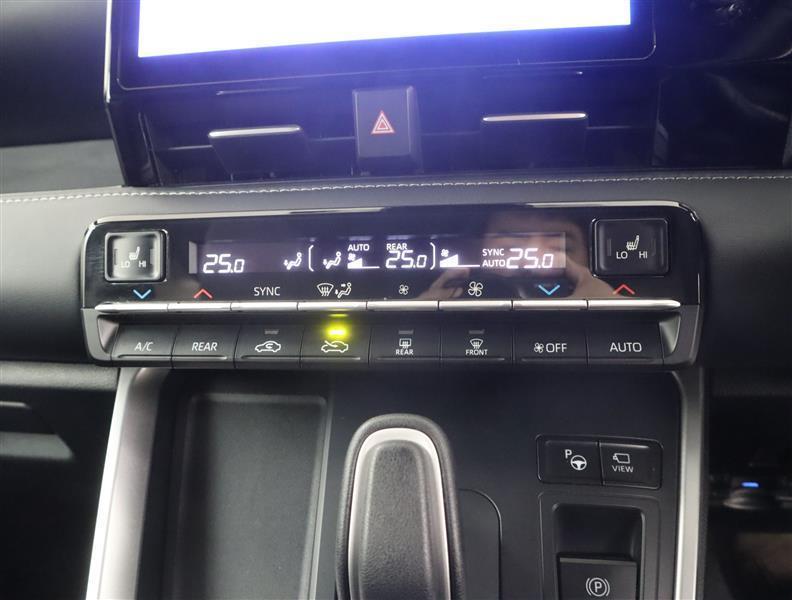 AUTO REAR SYNC
25.0 25.0 AUTO 25.0
LO HI
LO HI
SYNC
A/C REAR REAR FRONT OFF AUTO
P VIEW
P